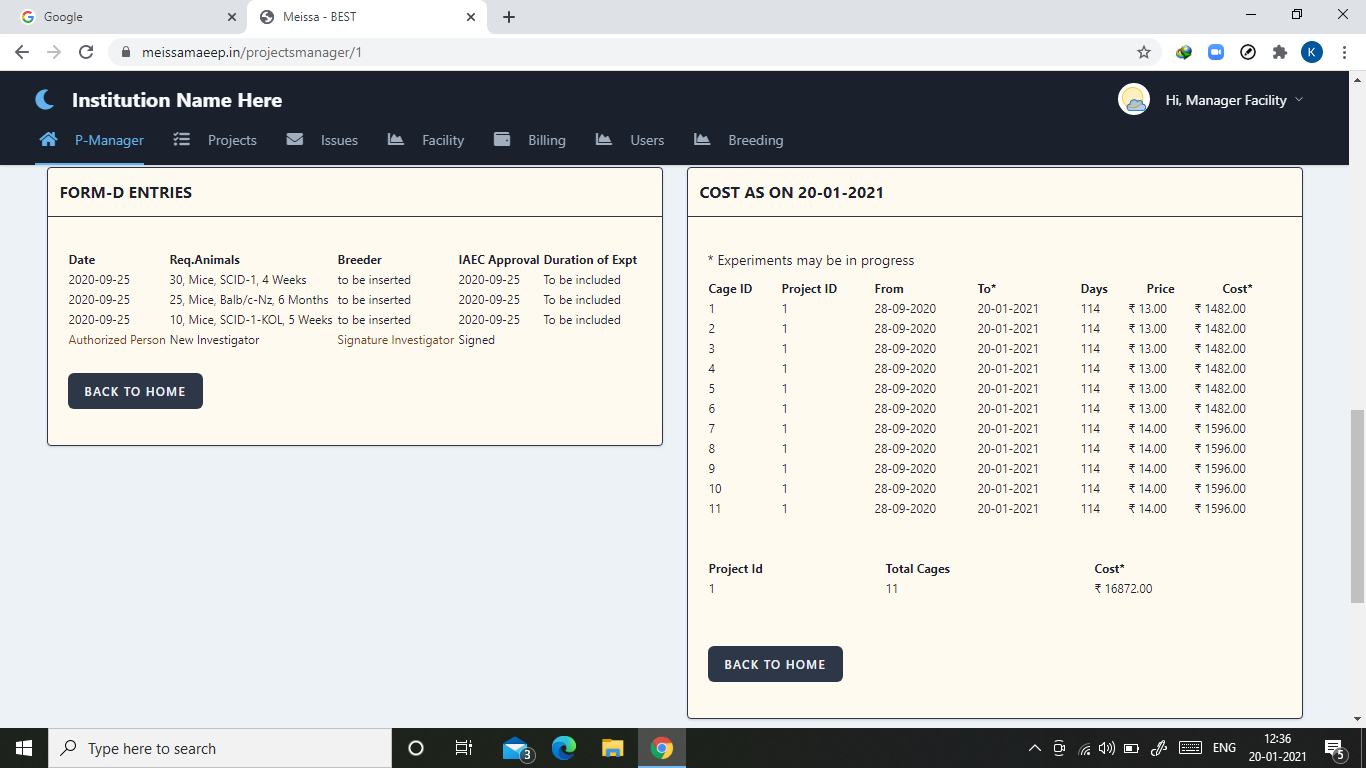 Google
Meissa - BEST
meissamaeep.in/projectsmanager/1
K
Institution Name Here
Hi, Manager Facility
P-Manager Projects Issues Facility Billing Users Breeding
FORM-D ENTRIES
Date Req.Animals Breeder IAEC Approval Duration of Expt
2020-09-25 30, Mice, SCID-1, 4 Weeks to be inserted 2020-09-25 To be included
2020-09-25 25, Mice, Balb/c-Nz, 6 Months to be inserted 2020-09-25 To be included
2020-09-25 10, Mice, SCID-1-KOL, 5 Weeks to be inserted 2020-09-25 To be included
Authorized Person New Investigator Signature Investigator Signed
BACK TO HOME
COST AS ON 20-01-2021
* Experiments may be in progress
Cage ID Project ID From To* Days Price Cost*
1 1 28-09-2020 20-01-2021 114 ₹ 13.00 ₹ 1482.00
2 1 28-09-2020 20-01-2021 114 ₹ 13.00 ₹ 1482.00
3 1 28-09-2020 20-01-2021 114 ₹ 13.00 ₹ 1482.00
4 1 28-09-2020 20-01-2021 114 ₹ 13.00 ₹ 1482.00
5 1 28-09-2020 20-01-2021 114 ₹ 13.00 ₹ 1482.00
6 1 28-09-2020 20-01-2021 114 ₹ 13.00 ₹ 1482.00
7 1 28-09-2020 20-01-2021 114 ₹ 14.00 ₹ 1596.00
8 1 28-09-2020 20-01-2021 114 ₹ 14.00 ₹ 1596.00
9 1 28-09-2020 20-01-2021 114 ₹ 14.00 ₹ 1596.00
10 1 28-09-2020 20-01-2021 114 ₹ 14.00 ₹ 1596.00
11 1 28-09-2020 20-01-2021 114 ₹ 14.00 ₹ 1596.00
Project Id Total Cages Cost*
1 11 ₹ 16872.00
BACK TO HOME
Type here to search
3
ENG
12:36
20-01-2021
5